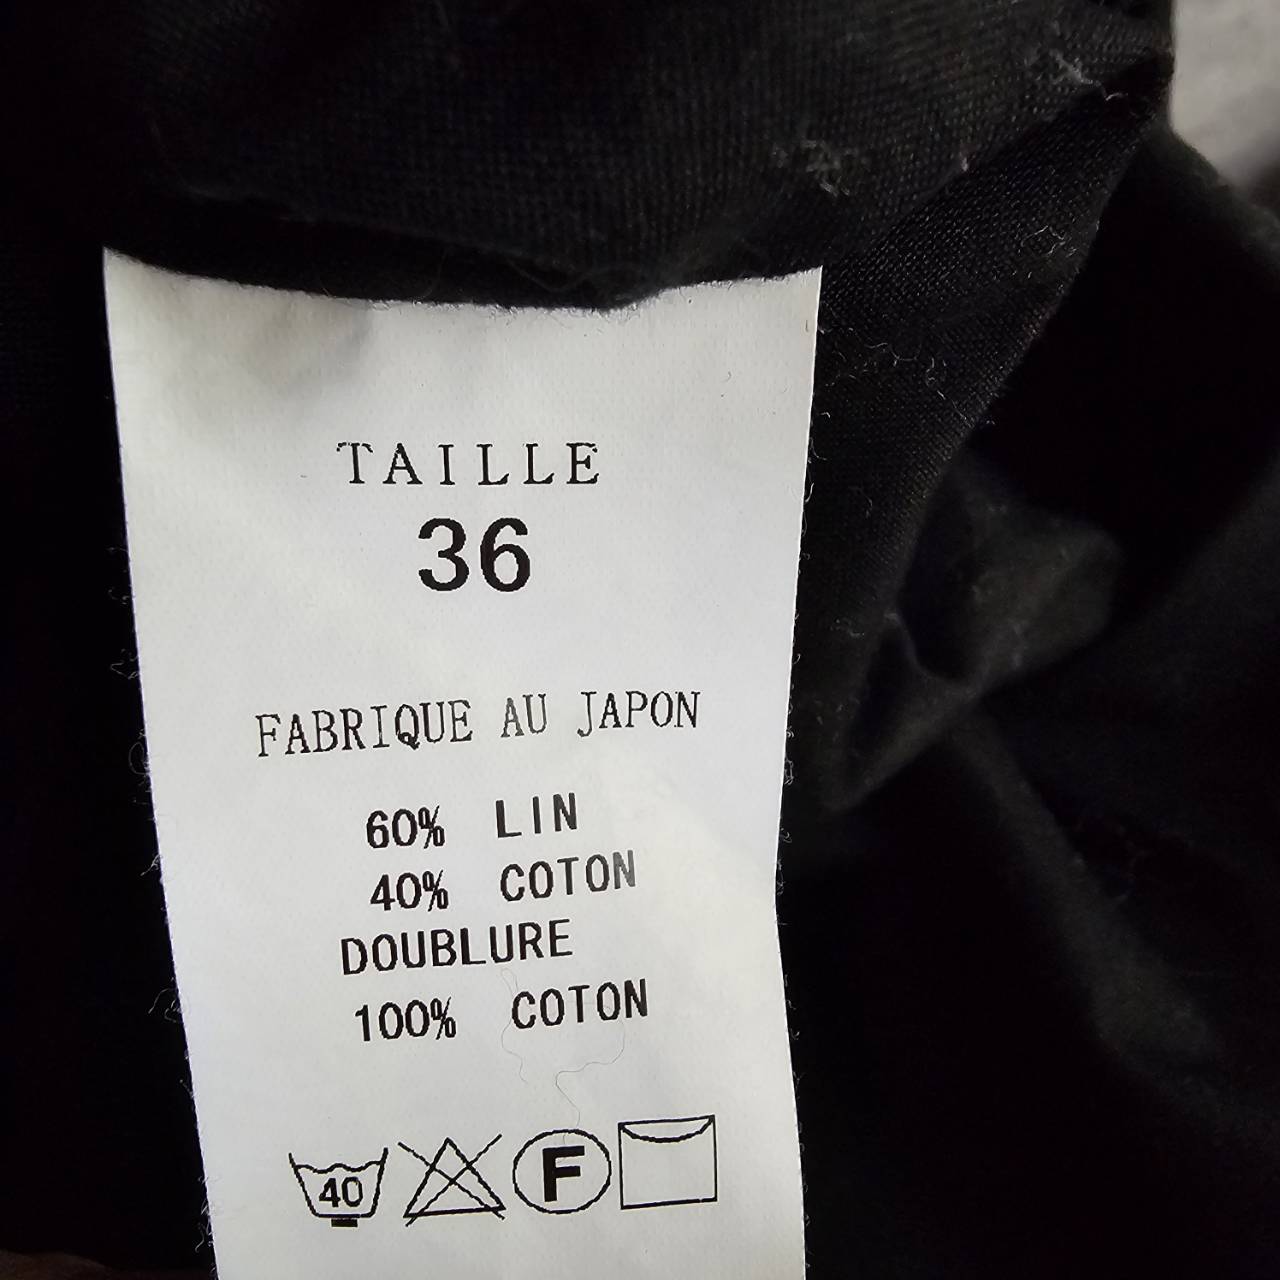 TAILLE
36
FABRIQUE AU JAPON
60% LIN
40% COTON
DOUBLURE
100% COTON
40 F